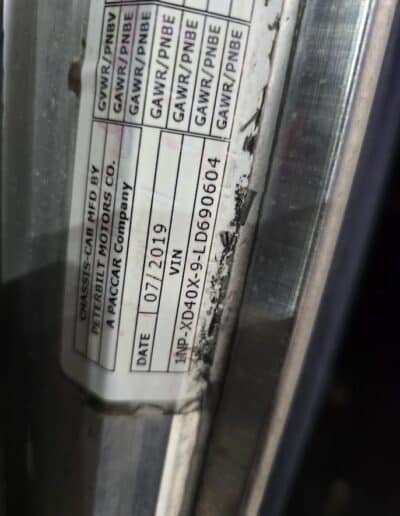 CHASSIS-CAB MFD BY
PETERBILT MOTORS CO.
A PACCAR Company
DATE 07/2019
VIN
1NP-XD40X-9-LD690604
GVWR/PNBV
GAWR/PNBE
GAWR/PNBE
GAWR/PNBE
GAWR/PNBE
GAWR/PNBE